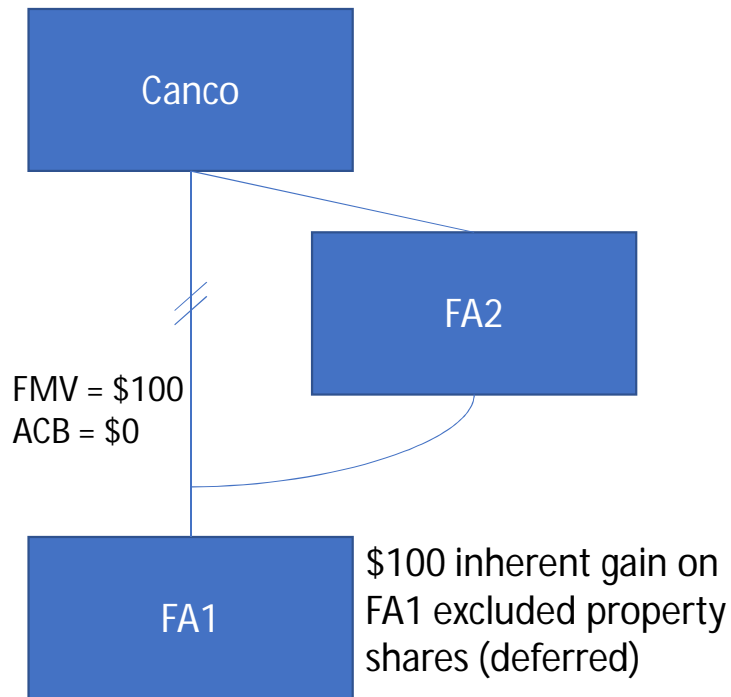 Canco
FA2
FMV = $100
ACB = $0
FA1
$100 inherent gain on
FA1 excluded property
shares (deferred)